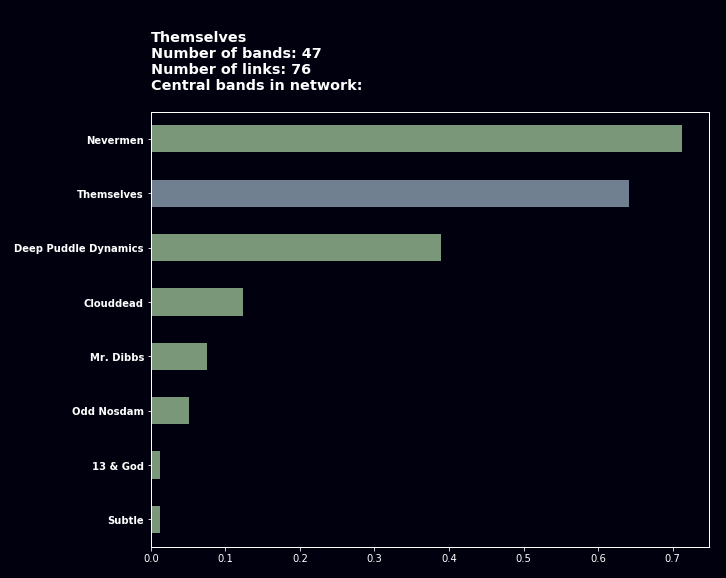 Themselves
Number of bands: 47
Number of links: 76
Central bands in network:
Nevermen
Themselves
Deep Puddle Dynamics
Clouddead
Mr. Dibbs
Odd Nosdam
13 & God
Subtle
0.0 0.1 0.2 0.3 0.4 0.5 0.6 0.7